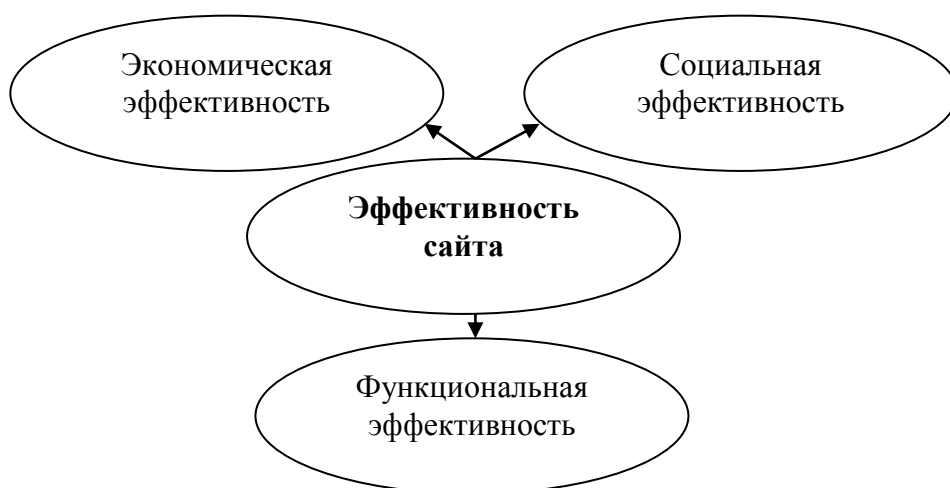 Экономическая
эффективность
Социальная
эффективность
Эффективность
сайта
Функциональная
эффективность